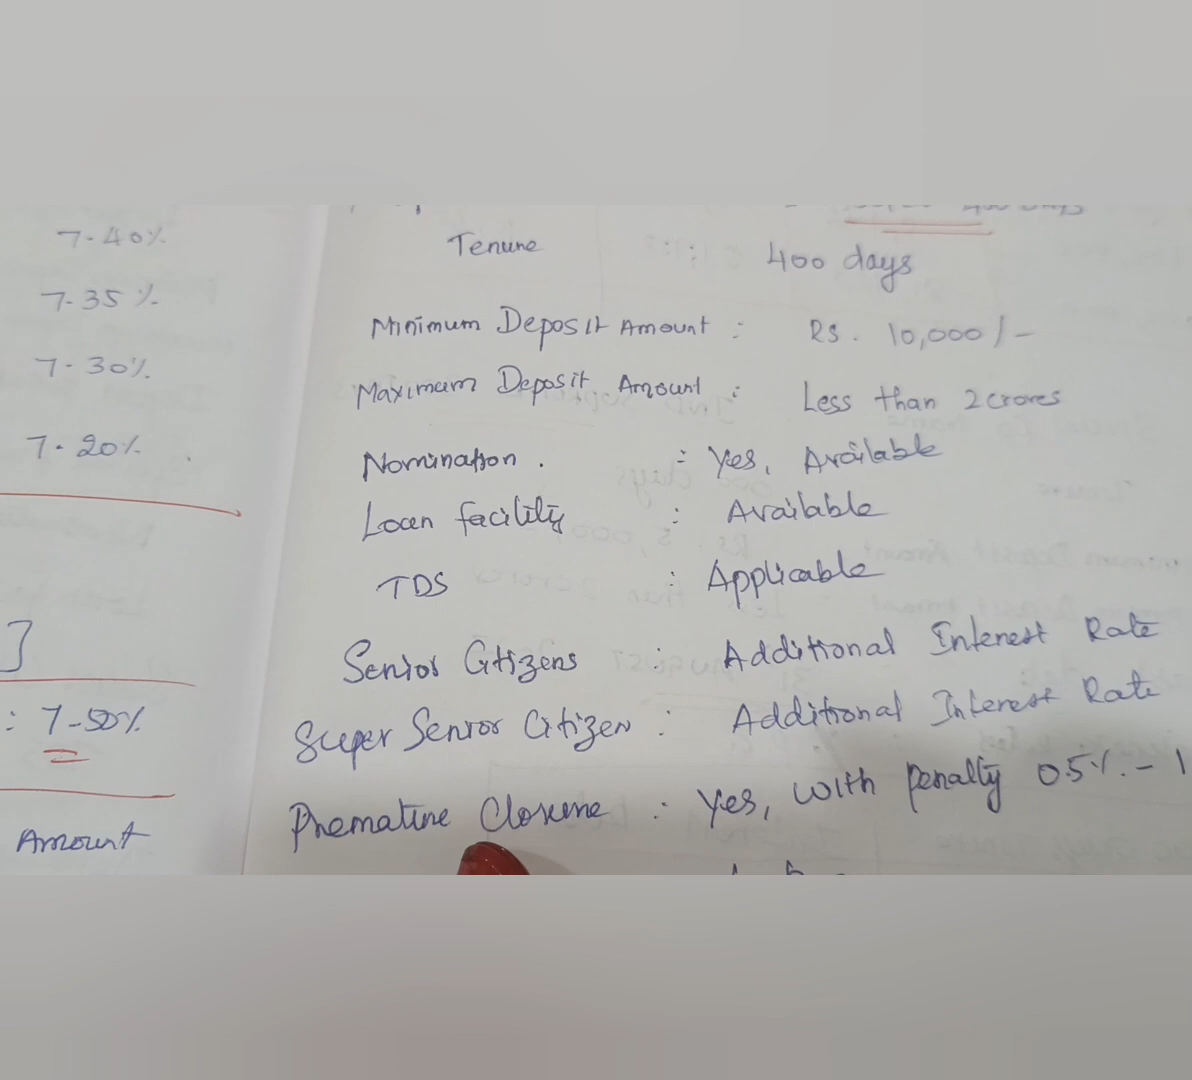 7.40%
7.35%
7.30%
7.20%
]
: 7.50%
Amount
400 Days
Tenure : 400 days
Minimum Deposit Amount : Rs. 10,000/-
Maximum Deposit Amount : Less than 2 crores
Nomination. : Yes, Available
Loan facility : Available
TDS : Applicable
Senior Citizens : Additional Interest Rate
Super Senior Citizen : Additional Interest Rate
Premature Closure : Yes, with penalty 0.5% - 1